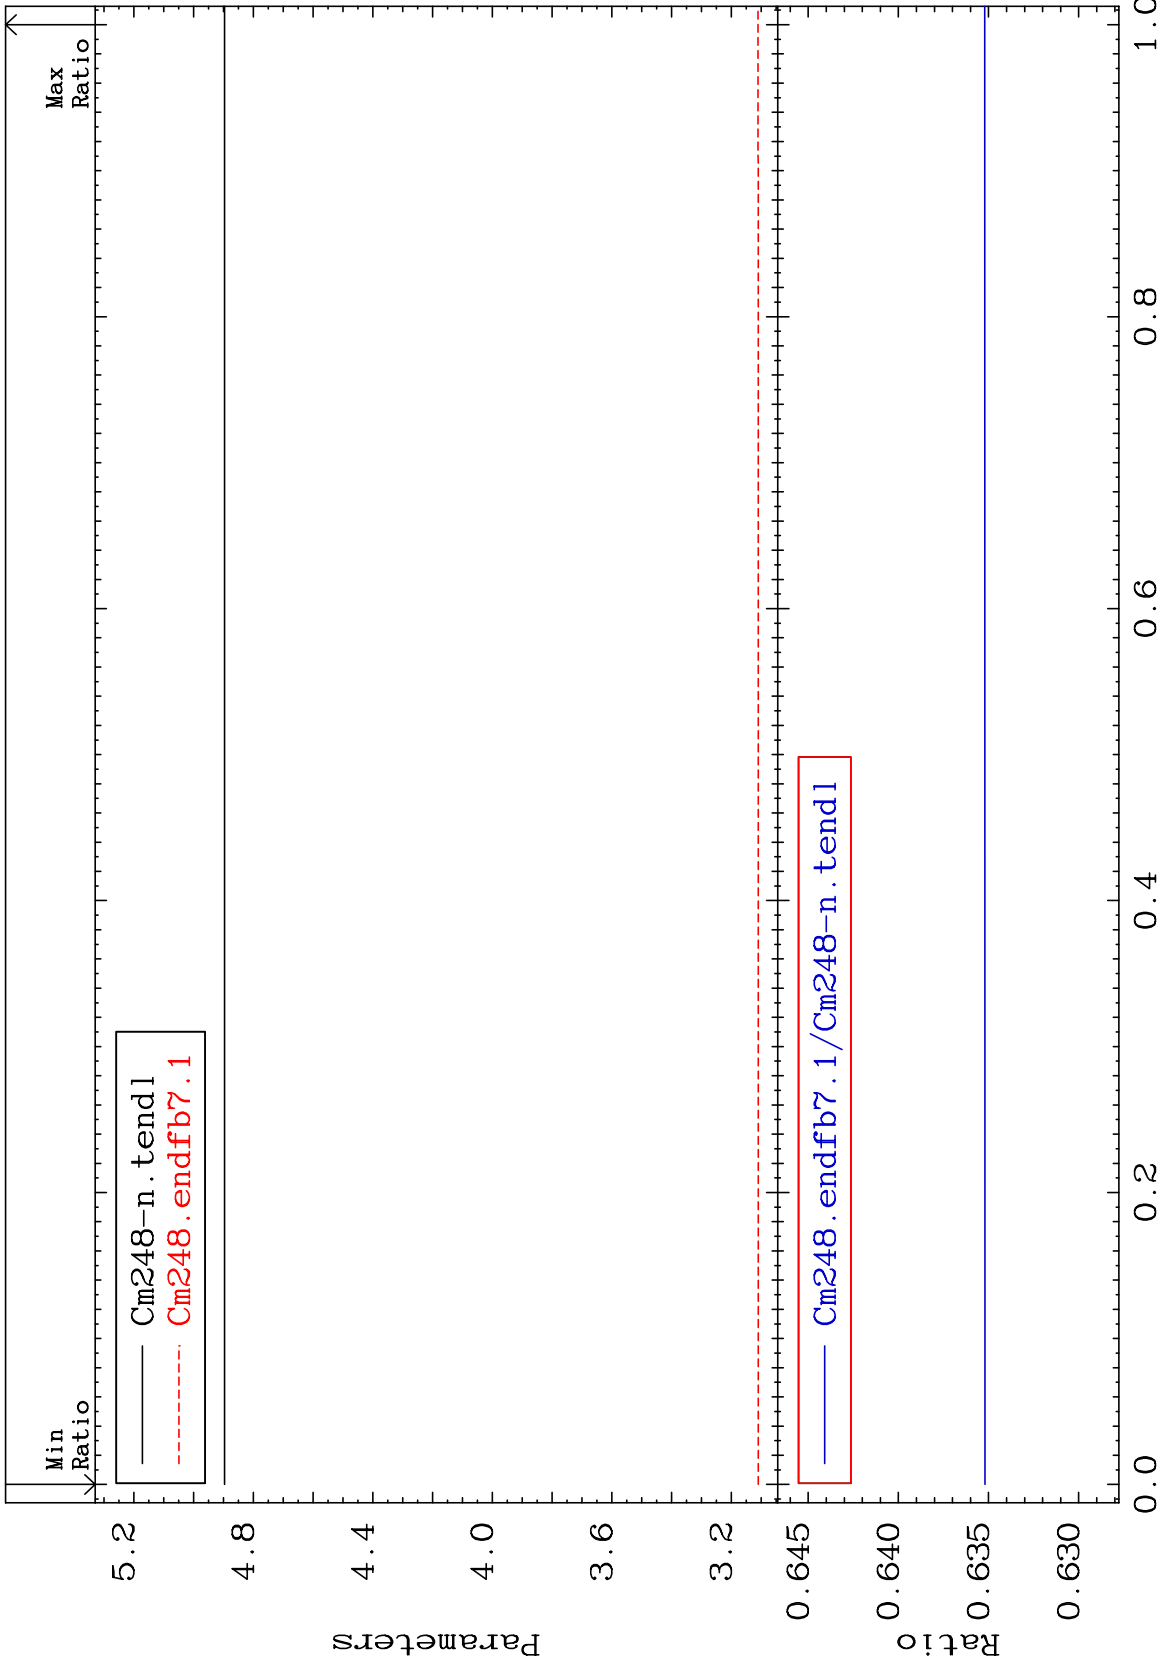 Min
Ratio
Max
Ratio
Cm248-n.tendl
Cm248.endfb7.1
5.2
4.8
4.4
4.0
3.6
3.2
Parameters
Cm248.endfb7.1/Cm248-n.tendl
0.645
0.640
0.635
0.630
Ratio
0.0
0.2
0.4
0.6
0.8
1.0